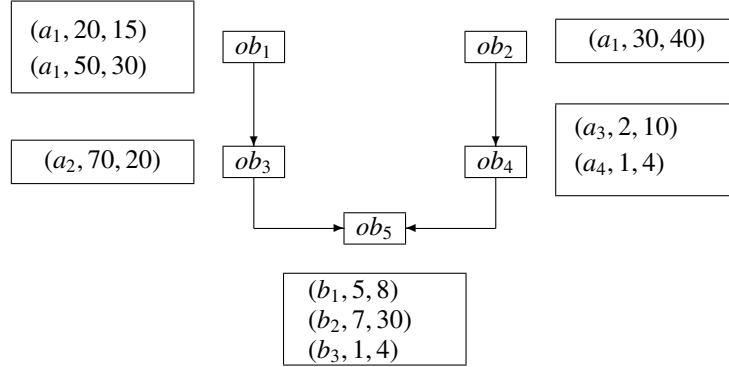 (a₁, 20, 15)
(a₁, 50, 30)
ob₁
ob₂
(a₁, 30, 40)
(a₂, 70, 20)
ob₃
ob₄
(a₃, 2, 10)
(a₄, 1, 4)
ob₅
(b₁, 5, 8)
(b₂, 7, 30)
(b₃, 1, 4)